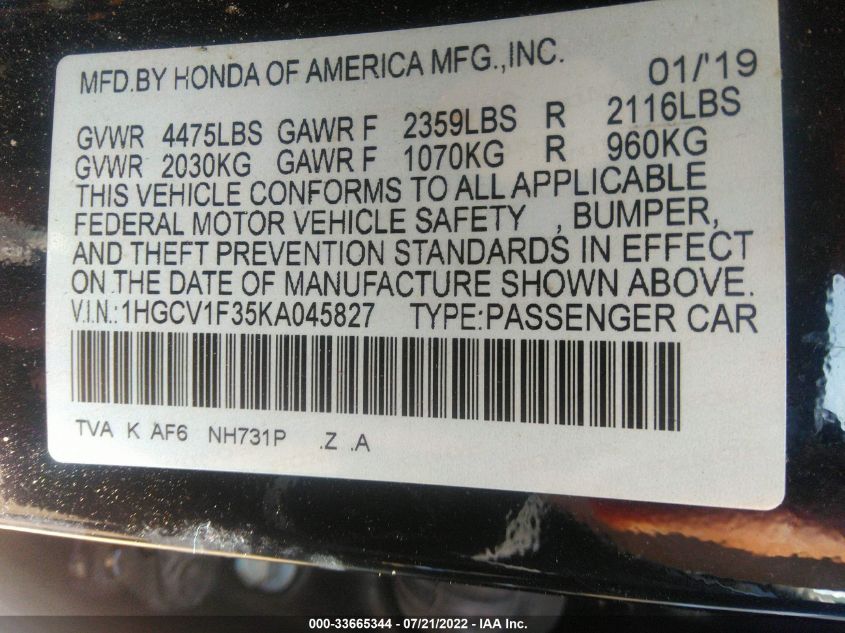 MFD.BY HONDA OF AMERICA MFG.,INC. 01/'19
GVWR 4475LBS GAWR F 2359LBS R 2116LBS
GVWR 2030KG GAWR F 1070KG R 960KG
THIS VEHICLE CONFORMS TO ALL APPLICABLE
FEDERAL MOTOR VEHICLE SAFETY , BUMPER,
AND THEFT PREVENTION STANDARDS IN EFFECT
ON THE DATE OF MANUFACTURE SHOWN ABOVE.
V.I.N.:1HGCV1F35KA045827 TYPE:PASSENGER CAR
TVA K AF6 NH731P .Z .A
000-33665344 / 07/21/2022 - IAA Inc.